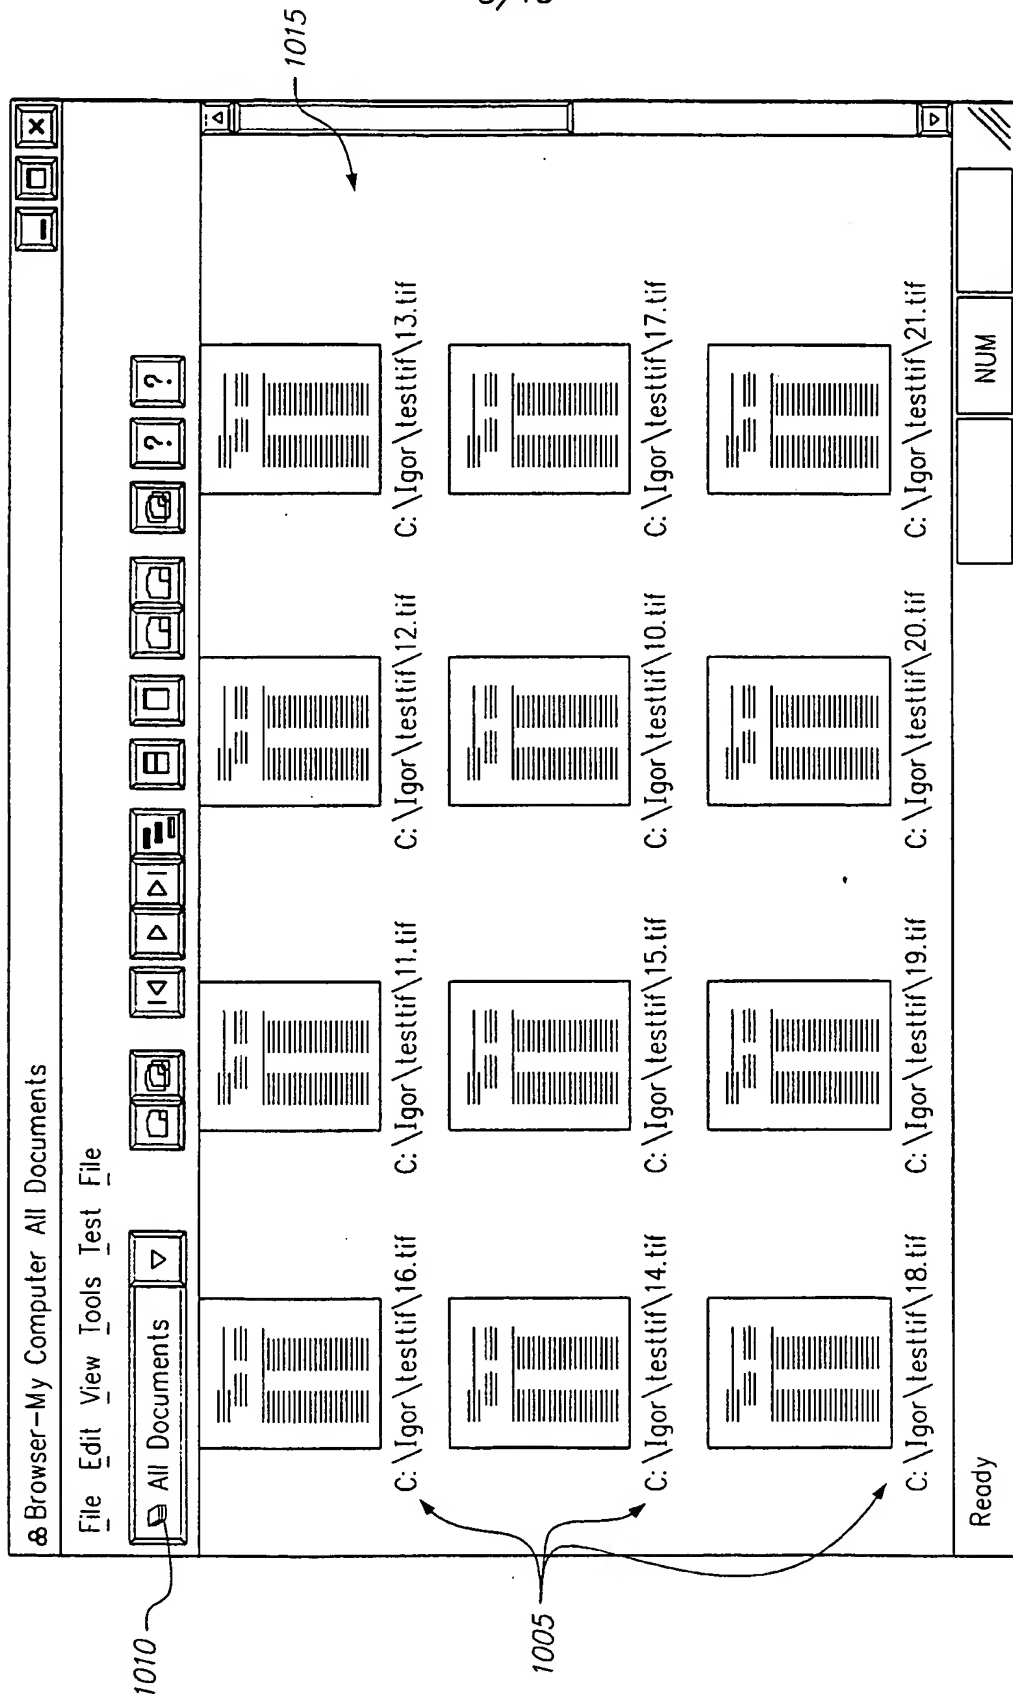 1015
& Browser-My Computer All Documents
File Edit View Tools Test File
All Documents
? ?
1010
C:\Igor\testtif\16.tif C:\Igor\testtif\11.tif C:\Igor\testtif\12.tif C:\Igor\testtif\13.tif
C:\Igor\testtif\14.tif C:\Igor\testtif\15.tif C:\Igor\testtif\10.tif C:\Igor\testtif\17.tif
1005
C:\Igor\testtif\18.tif C:\Igor\testtif\19.tif C:\Igor\testtif\20.tif C:\Igor\testtif\21.tif
Ready NUM